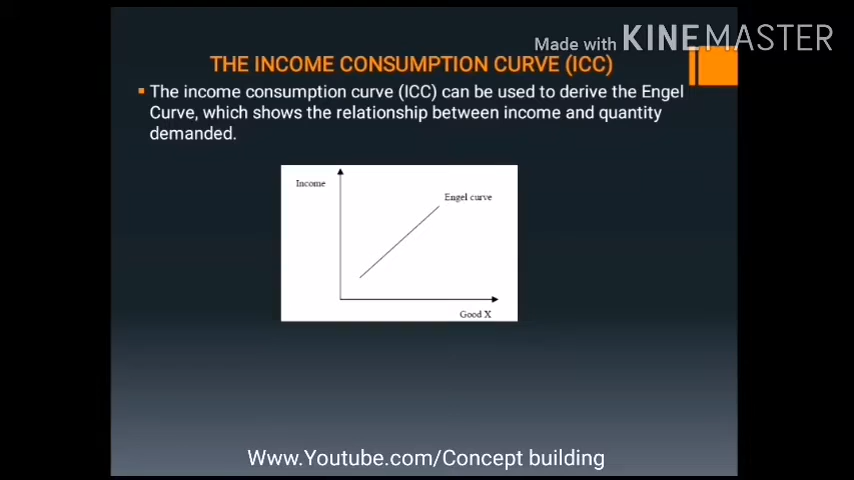 Made with KINEMASTER
THE INCOME CONSUMPTION CURVE (ICC)
The income consumption curve (ICC) can be used to derive the Engel
Curve, which shows the relationship between income and quantity
demanded.
Income
Engel curve
Good X
Www.Youtube.com/Concept building